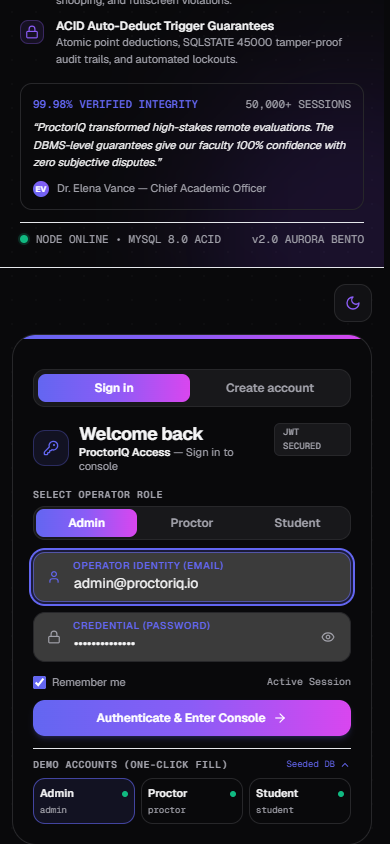 snooping, and fullscreen violations.
ACID Auto-Deduct Trigger Guarantees
Atomic point deductions, SQLSTATE 45000 tamper-proof
audit trails, and automated lockouts.
99.98% VERIFIED INTEGRITY
50,000+ SESSIONS
“ProctorIQ transformed high-stakes remote evaluations. The
DBMS-level guarantees give our faculty 100% confidence with
zero subjective disputes.”
EV Dr. Elena Vance — Chief Academic Officer
NODE ONLINE • MYSQL 8.0 ACID
v2.0 AURORA BENTO
Sign in
Create account
Welcome back
JWT
SECURED
ProctorIQ Access — Sign in to
console
SELECT OPERATOR ROLE
Admin
Proctor
Student
OPERATOR IDENTITY (EMAIL)
admin@proctoriq.io
CREDENTIAL (PASSWORD)
••••••••••••••
Remember me
Active Session
Authenticate & Enter Console →
DEMO ACCOUNTS (ONE-CLICK FILL)
Seeded DB
Admin
admin
Proctor
proctor
Student
student